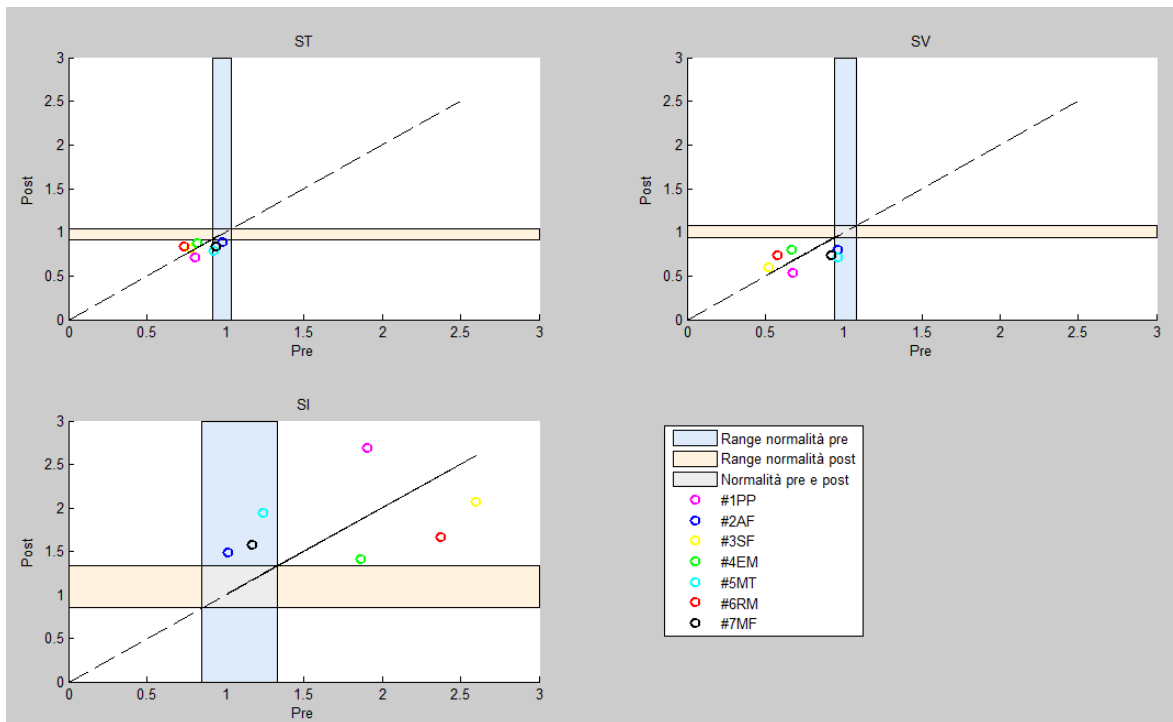 ST
3
2.5
2
1.5
1
0.5
0
Post
0 0.5 1 1.5 2 2.5 3
Pre
SV
3
2.5
2
1.5
1
0.5
0
Post
0 0.5 1 1.5 2 2.5 3
Pre
SI
3
2.5
2
1.5
1
0.5
0
Post
0 0.5 1 1.5 2 2.5 3
Pre
Range normalità pre
Range normalità post
Normalità pre e post
#1PP
#2AF
#3SF
#4EM
#5MT
#6RM
#7MF